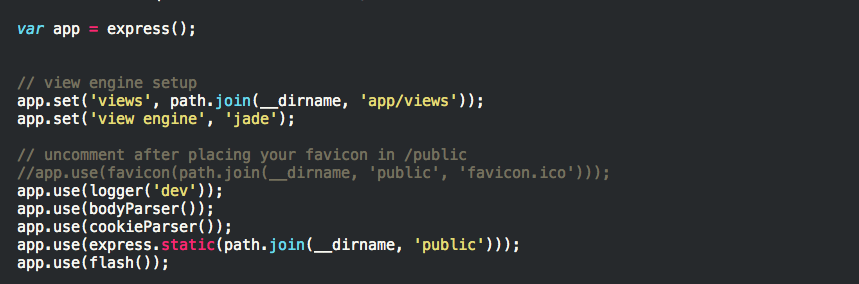 var app = express();
// view engine setup
app.set('views', path.join(__dirname, 'app/views'));
app.set('view engine', 'jade');
// uncomment after placing your favicon in /public
//app.use(favicon(path.join(__dirname, 'public', 'favicon.ico')));
app.use(logger('dev'));
app.use(bodyParser());
app.use(cookieParser());
app.use(express.static(path.join(__dirname, 'public')));
app.use(flash());